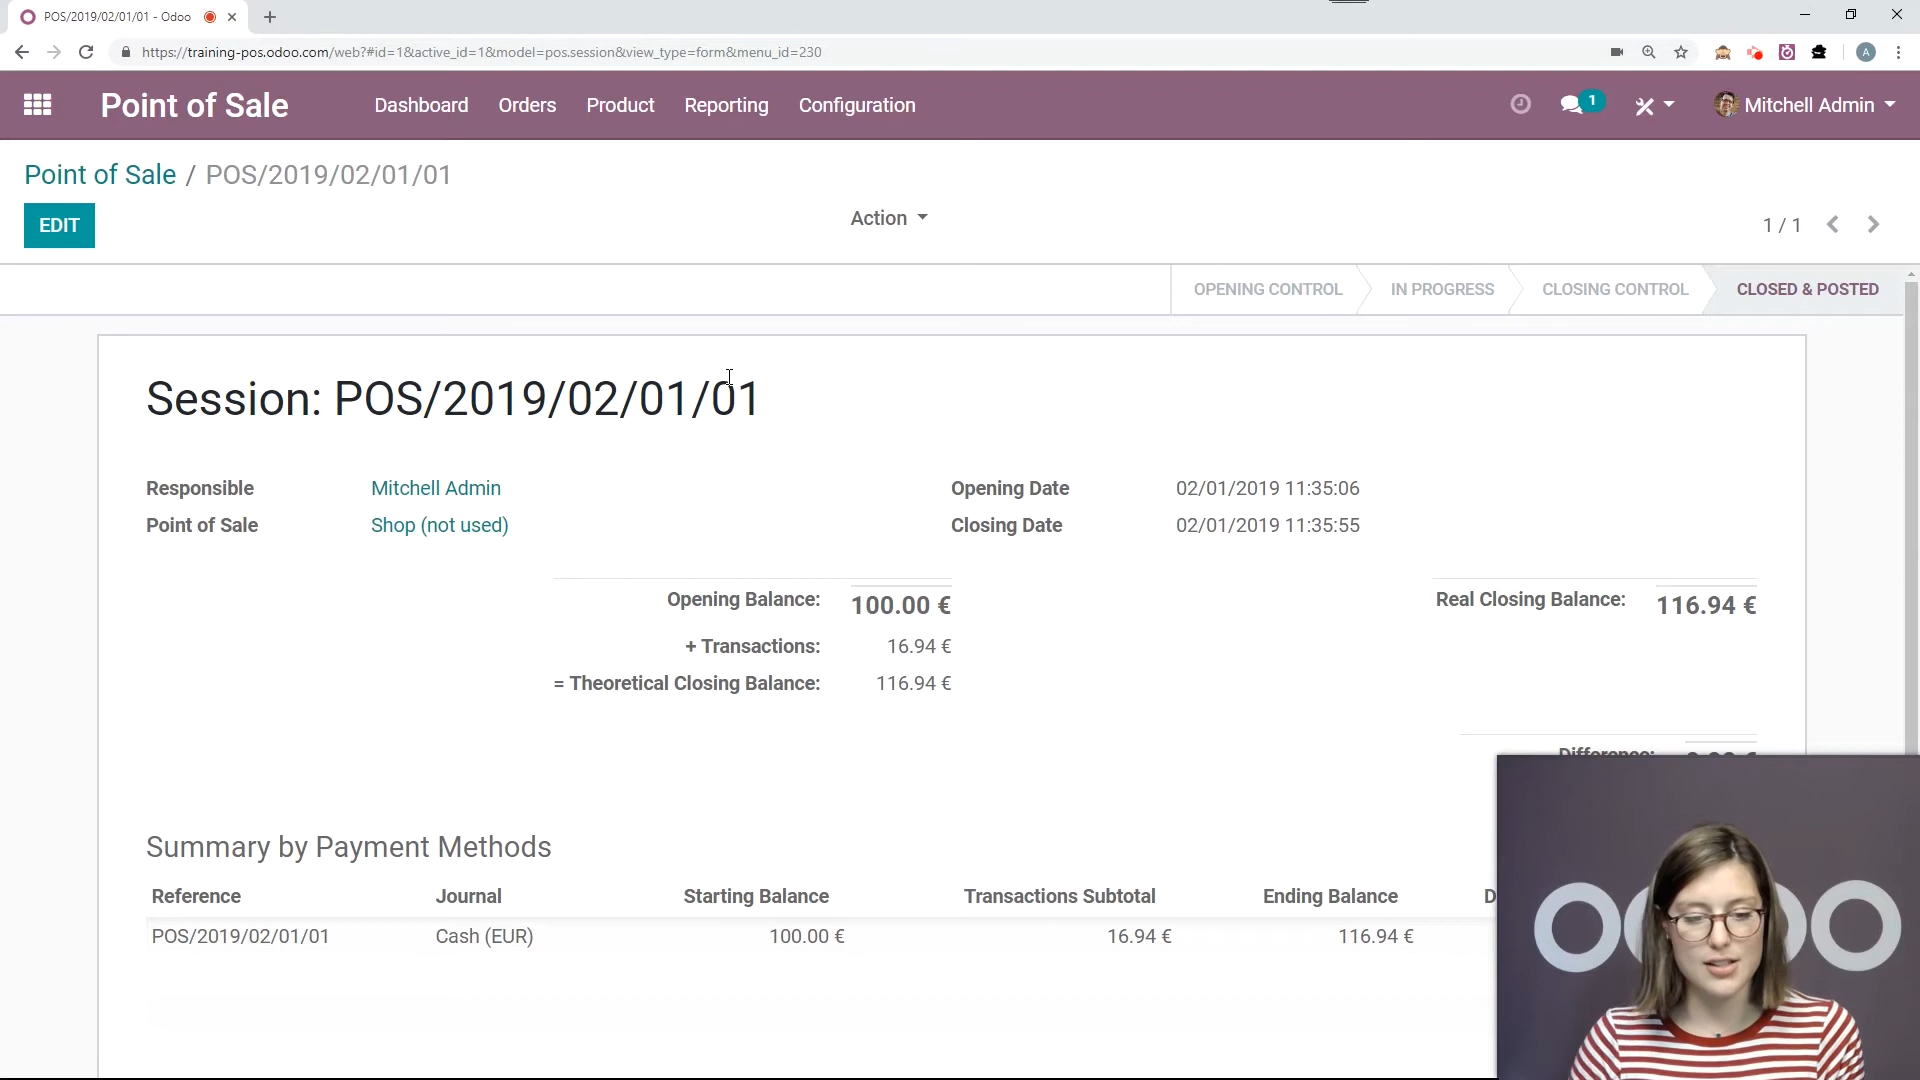 POS/2019/02/01/01 - Odoo
https://training-pos.odoo.com/web?#id=1&active_id=1&model=pos.session&view_type=form&menu_id=230
A
Point of Sale Dashboard Orders Product Reporting Configuration 1 Mitchell Admin
Point of Sale / POS/2019/02/01/01
EDIT Action 1 / 1
OPENING CONTROL IN PROGRESS CLOSING CONTROL CLOSED & POSTED
Session: POS/2019/02/01/01
Responsible Mitchell Admin Opening Date 02/01/2019 11:35:06
Point of Sale Shop (not used) Closing Date 02/01/2019 11:35:55
Opening Balance: 100.00 € Real Closing Balance: 116.94 €
+ Transactions: 16.94 €
= Theoretical Closing Balance: 116.94 €
Difference:
Summary by Payment Methods
Reference Journal Starting Balance Transactions Subtotal Ending Balance D
POS/2019/02/01/01 Cash (EUR) 100.00 € 16.94 € 116.94 €